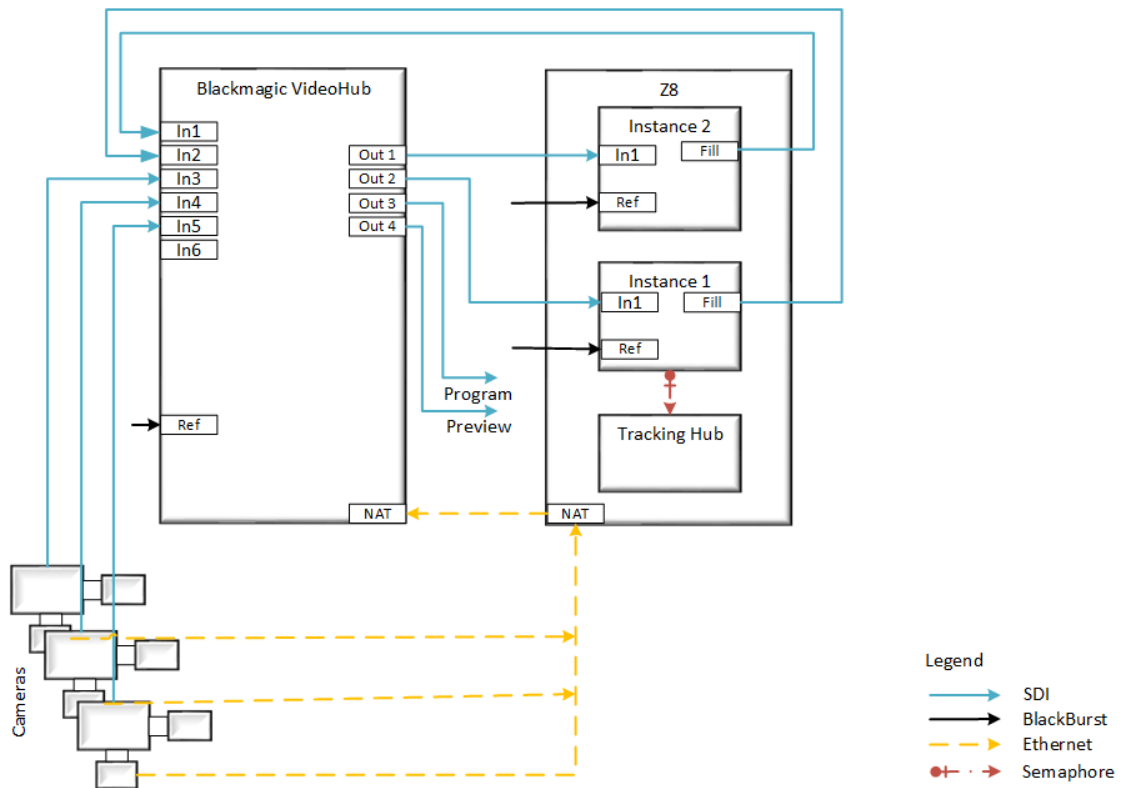 Blackmagic VideoHub
In1
In2
In3
In4
In5
In6
Out 1
Out 2
Out 3
Out 4
Ref
NAT
Z8
Instance 2
In1
Fill
Ref
Instance 1
In1
Fill
Ref
Tracking Hub
NAT
Program
Preview
Cameras
Legend
SDI
BlackBurst
Ethernet
Semaphore